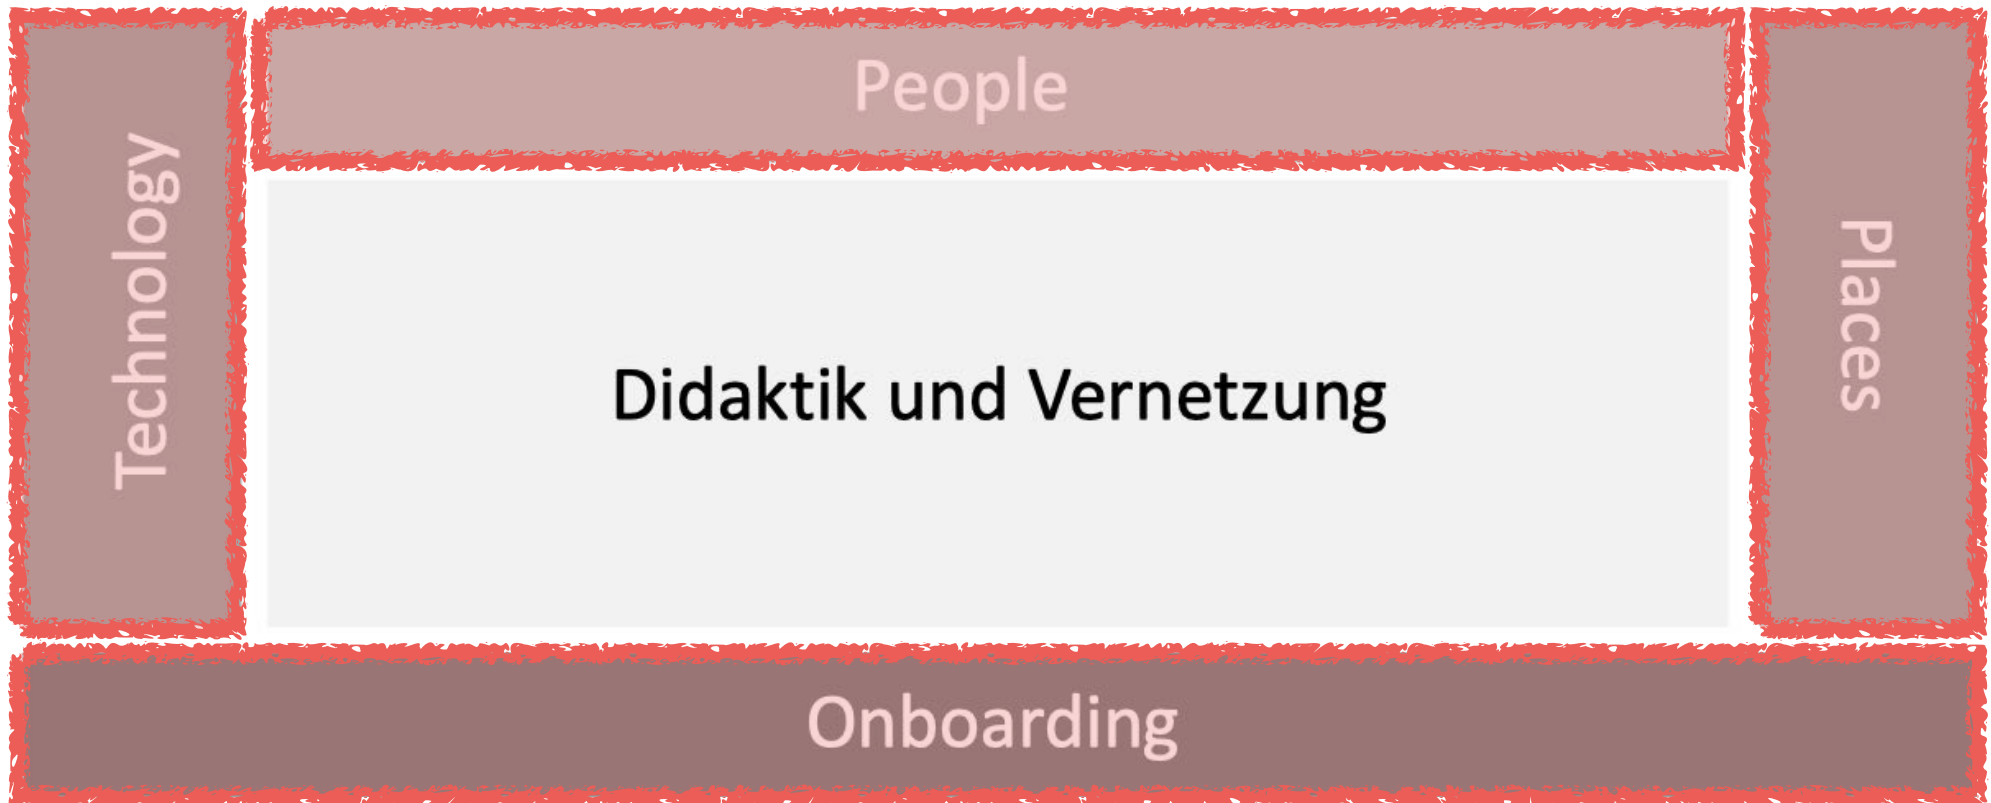 People
Technology
Didaktik und Vernetzung
Places
Onboarding